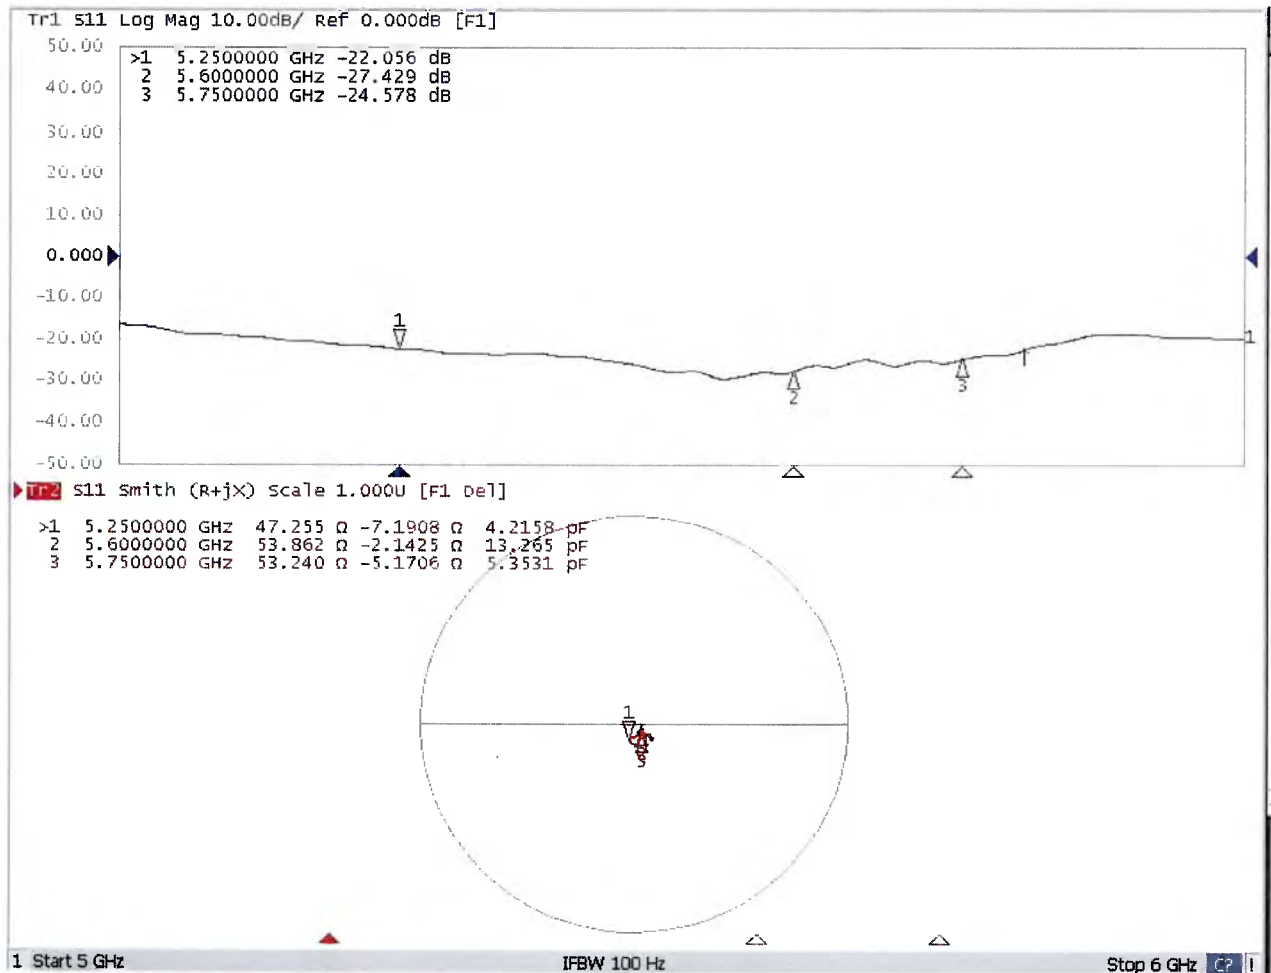 Tr1 S11 Log Mag 10.00dB/ Ref 0.000dB [F1]
50.00
>1 5.2500000 GHz -22.056 dB
2 5.6000000 GHz -27.429 dB
40.00
3 5.7500000 GHz -24.578 dB
30.00
20.00
10.00
0.000
-10.00
1
-20.00
1
-30.00
2
3
-40.00
-50.00
Tr2 S11 Smith (R+jX) Scale 1.000U [F1 Del]
>1 5.2500000 GHz 47.255 Ω -7.1908 Ω 4.2158 pF
2 5.6000000 GHz 53.862 Ω -2.1425 Ω 13.265 pF
3 5.7500000 GHz 53.240 Ω -5.1706 Ω 5.3531 pF
1
3
1 Start 5 GHz IFBW 100 Hz Stop 6 GHz C? !